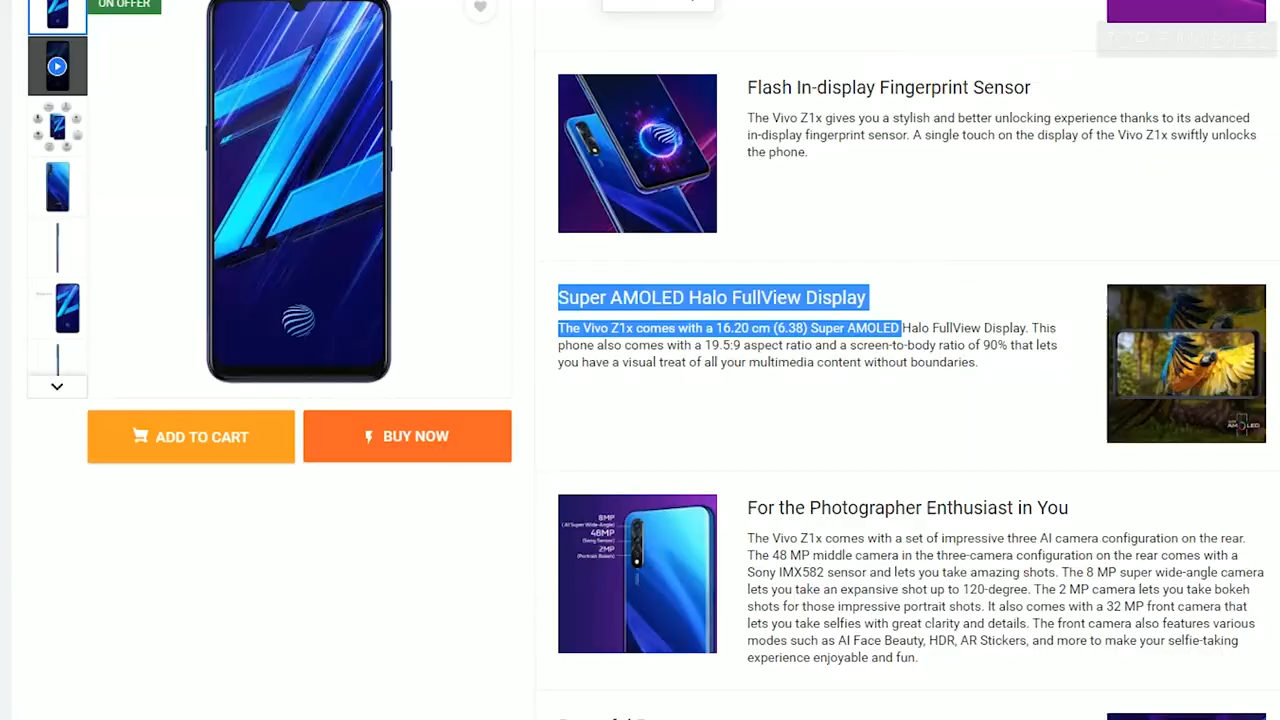 ON OFFER
Flash In-display Fingerprint Sensor
The Vivo Z1x gives you a stylish and better unlocking experience thanks to its advanced
in-display fingerprint sensor. A single touch on the display of the Vivo Z1x swiftly unlocks
the phone.
Super AMOLED Halo FullView Display
The Vivo Z1x comes with a 16.20 cm (6.38) Super AMOLED Halo FullView Display. This
phone also comes with a 19.5:9 aspect ratio and a screen-to-body ratio of 90% that lets
you have a visual treat of all your multimedia content without boundaries.
AMOLED
ADD TO CART
BUY NOW
8MP
(AI Super Wide-Angle)
48MP
(Sony Sensor)
2MP
(Portrait Bokeh)
For the Photographer Enthusiast in You
The Vivo Z1x comes with a set of impressive three AI camera configuration on the rear.
The 48 MP middle camera in the three-camera configuration on the rear comes with a
Sony IMX582 sensor and lets you take amazing shots. The 8 MP super wide-angle camera
lets you take an expansive shot up to 120-degree. The 2 MP camera lets you take bokeh
shots for those impressive portrait shots. It also comes with a 32 MP front camera that
lets you take selfies with great clarity and details. The front camera also features various
modes such as AI Face Beauty, HDR, AR Stickers, and more to make your selfie-taking
experience enjoyable and fun.